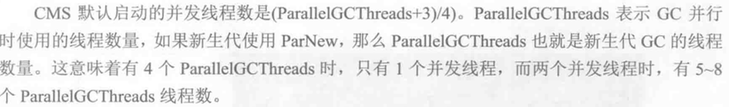 CMS 默认启动的并发线程数是(ParallelGCThreads+3)/4)。ParallelGCThreads 表示 GC 并行
时使用的线程数量，如果新生代使用 ParNew，那么 ParallelGCThreads 也就是新生代 GC 的线程
数量。这意味着有 4 个 ParallelGCThreads 时，只有 1 个并发线程，而两个并发线程时，有 5~8
个 ParallelGCThreads 线程数。